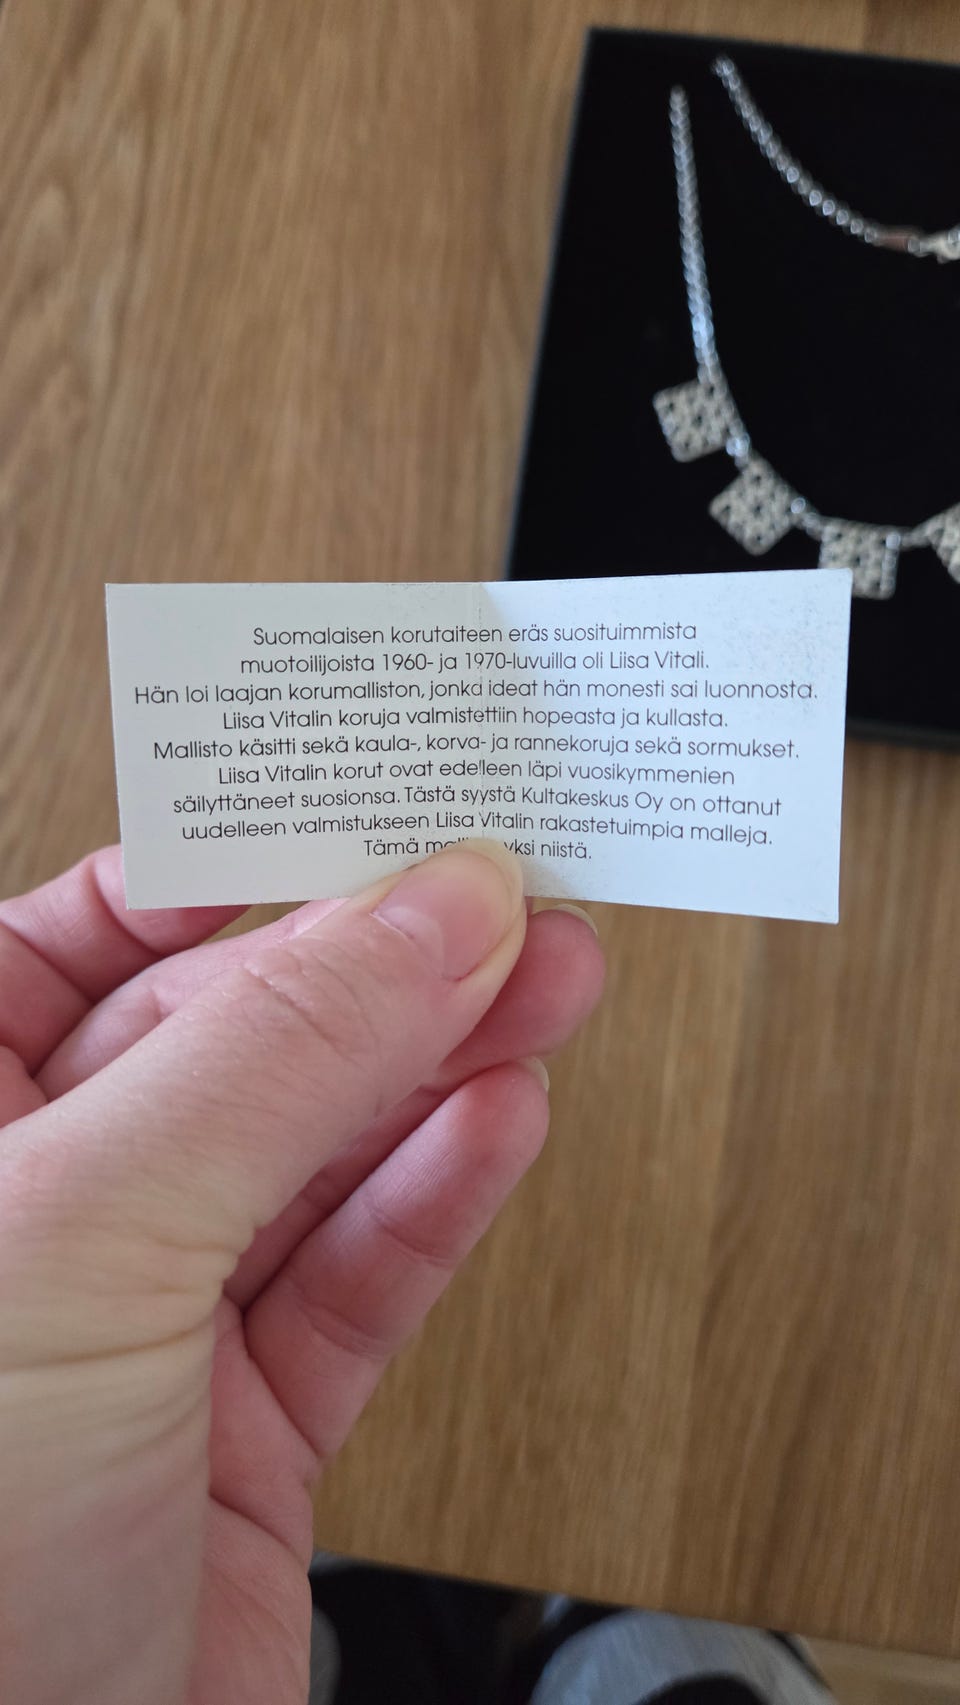 Suomalaisen korutaiteen eräs suosituimmista
muotoilijoista 1960- ja 1970-luvuilla oli Liisa Vitali.
Hän loi laajan korumalliston, jonka ideat hän monesti sai luonnosta.
Liisa Vitalin koruja valmistettiin hopeasta ja kullasta.
Mallisto käsitti sekä kaula-, korva- ja rannekoruja sekä sormukset.
Liisa Vitalin korut ovat edelleen läpi vuosikymmenien
säilyttäneet suosionsa. Tästä syystä Kultakeskus Oy on ottanut
uudelleen valmistukseen Liisa Vitalin rakastetuimpia malleja.
Tämä yksi niistä.